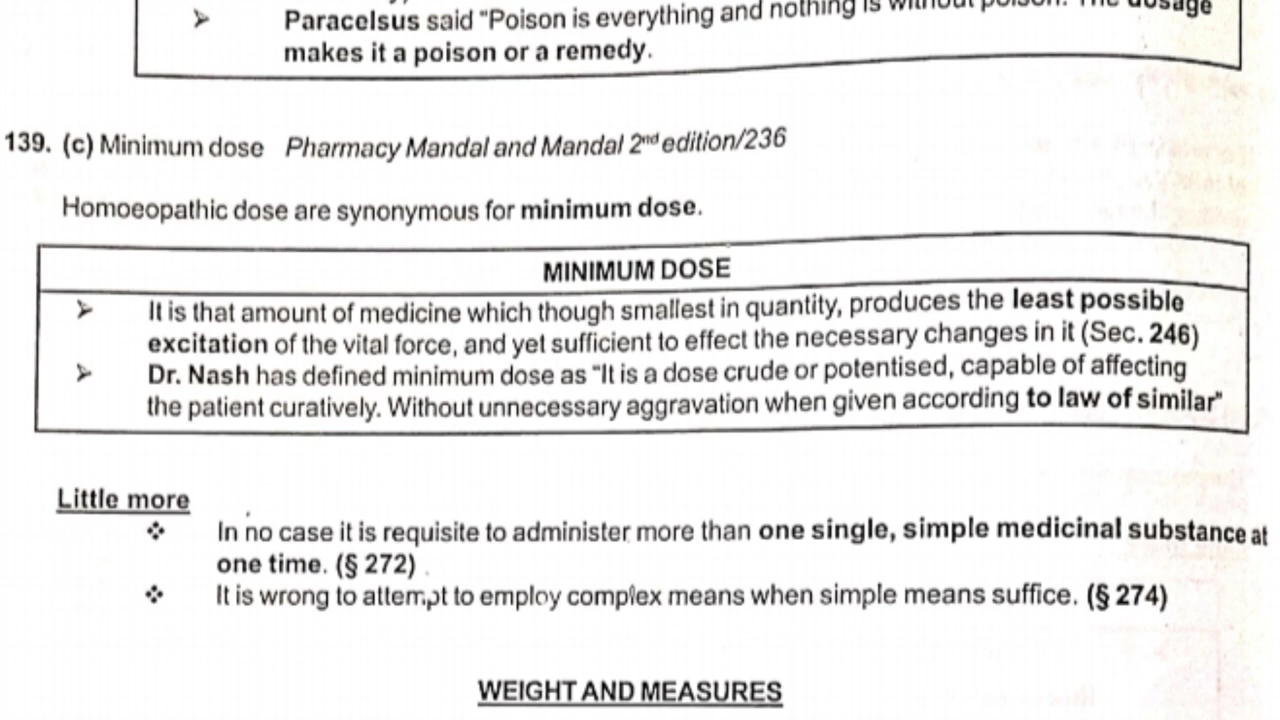 ➢ Paracelsus said “Poison is everything and nothing is without poison. The dosage
makes it a poison or a remedy.
139. (c) Minimum dose Pharmacy Mandal and Mandal 2nd edition/236
Homoeopathic dose are synonymous for minimum dose.
MINIMUM DOSE
➢ It is that amount of medicine which though smallest in quantity, produces the least possible
excitation of the vital force, and yet sufficient to effect the necessary changes in it (Sec. 246)
➢ Dr. Nash has defined minimum dose as “It is a dose crude or potentised, capable of affecting
the patient curatively. Without unnecessary aggravation when given according to law of similar”
Little more
❖ In no case it is requisite to administer more than one single, simple medicinal substance at
one time. (§ 272)
❖ It is wrong to attempt to employ complex means when simple means suffice. (§ 274)
WEIGHT AND MEASURES